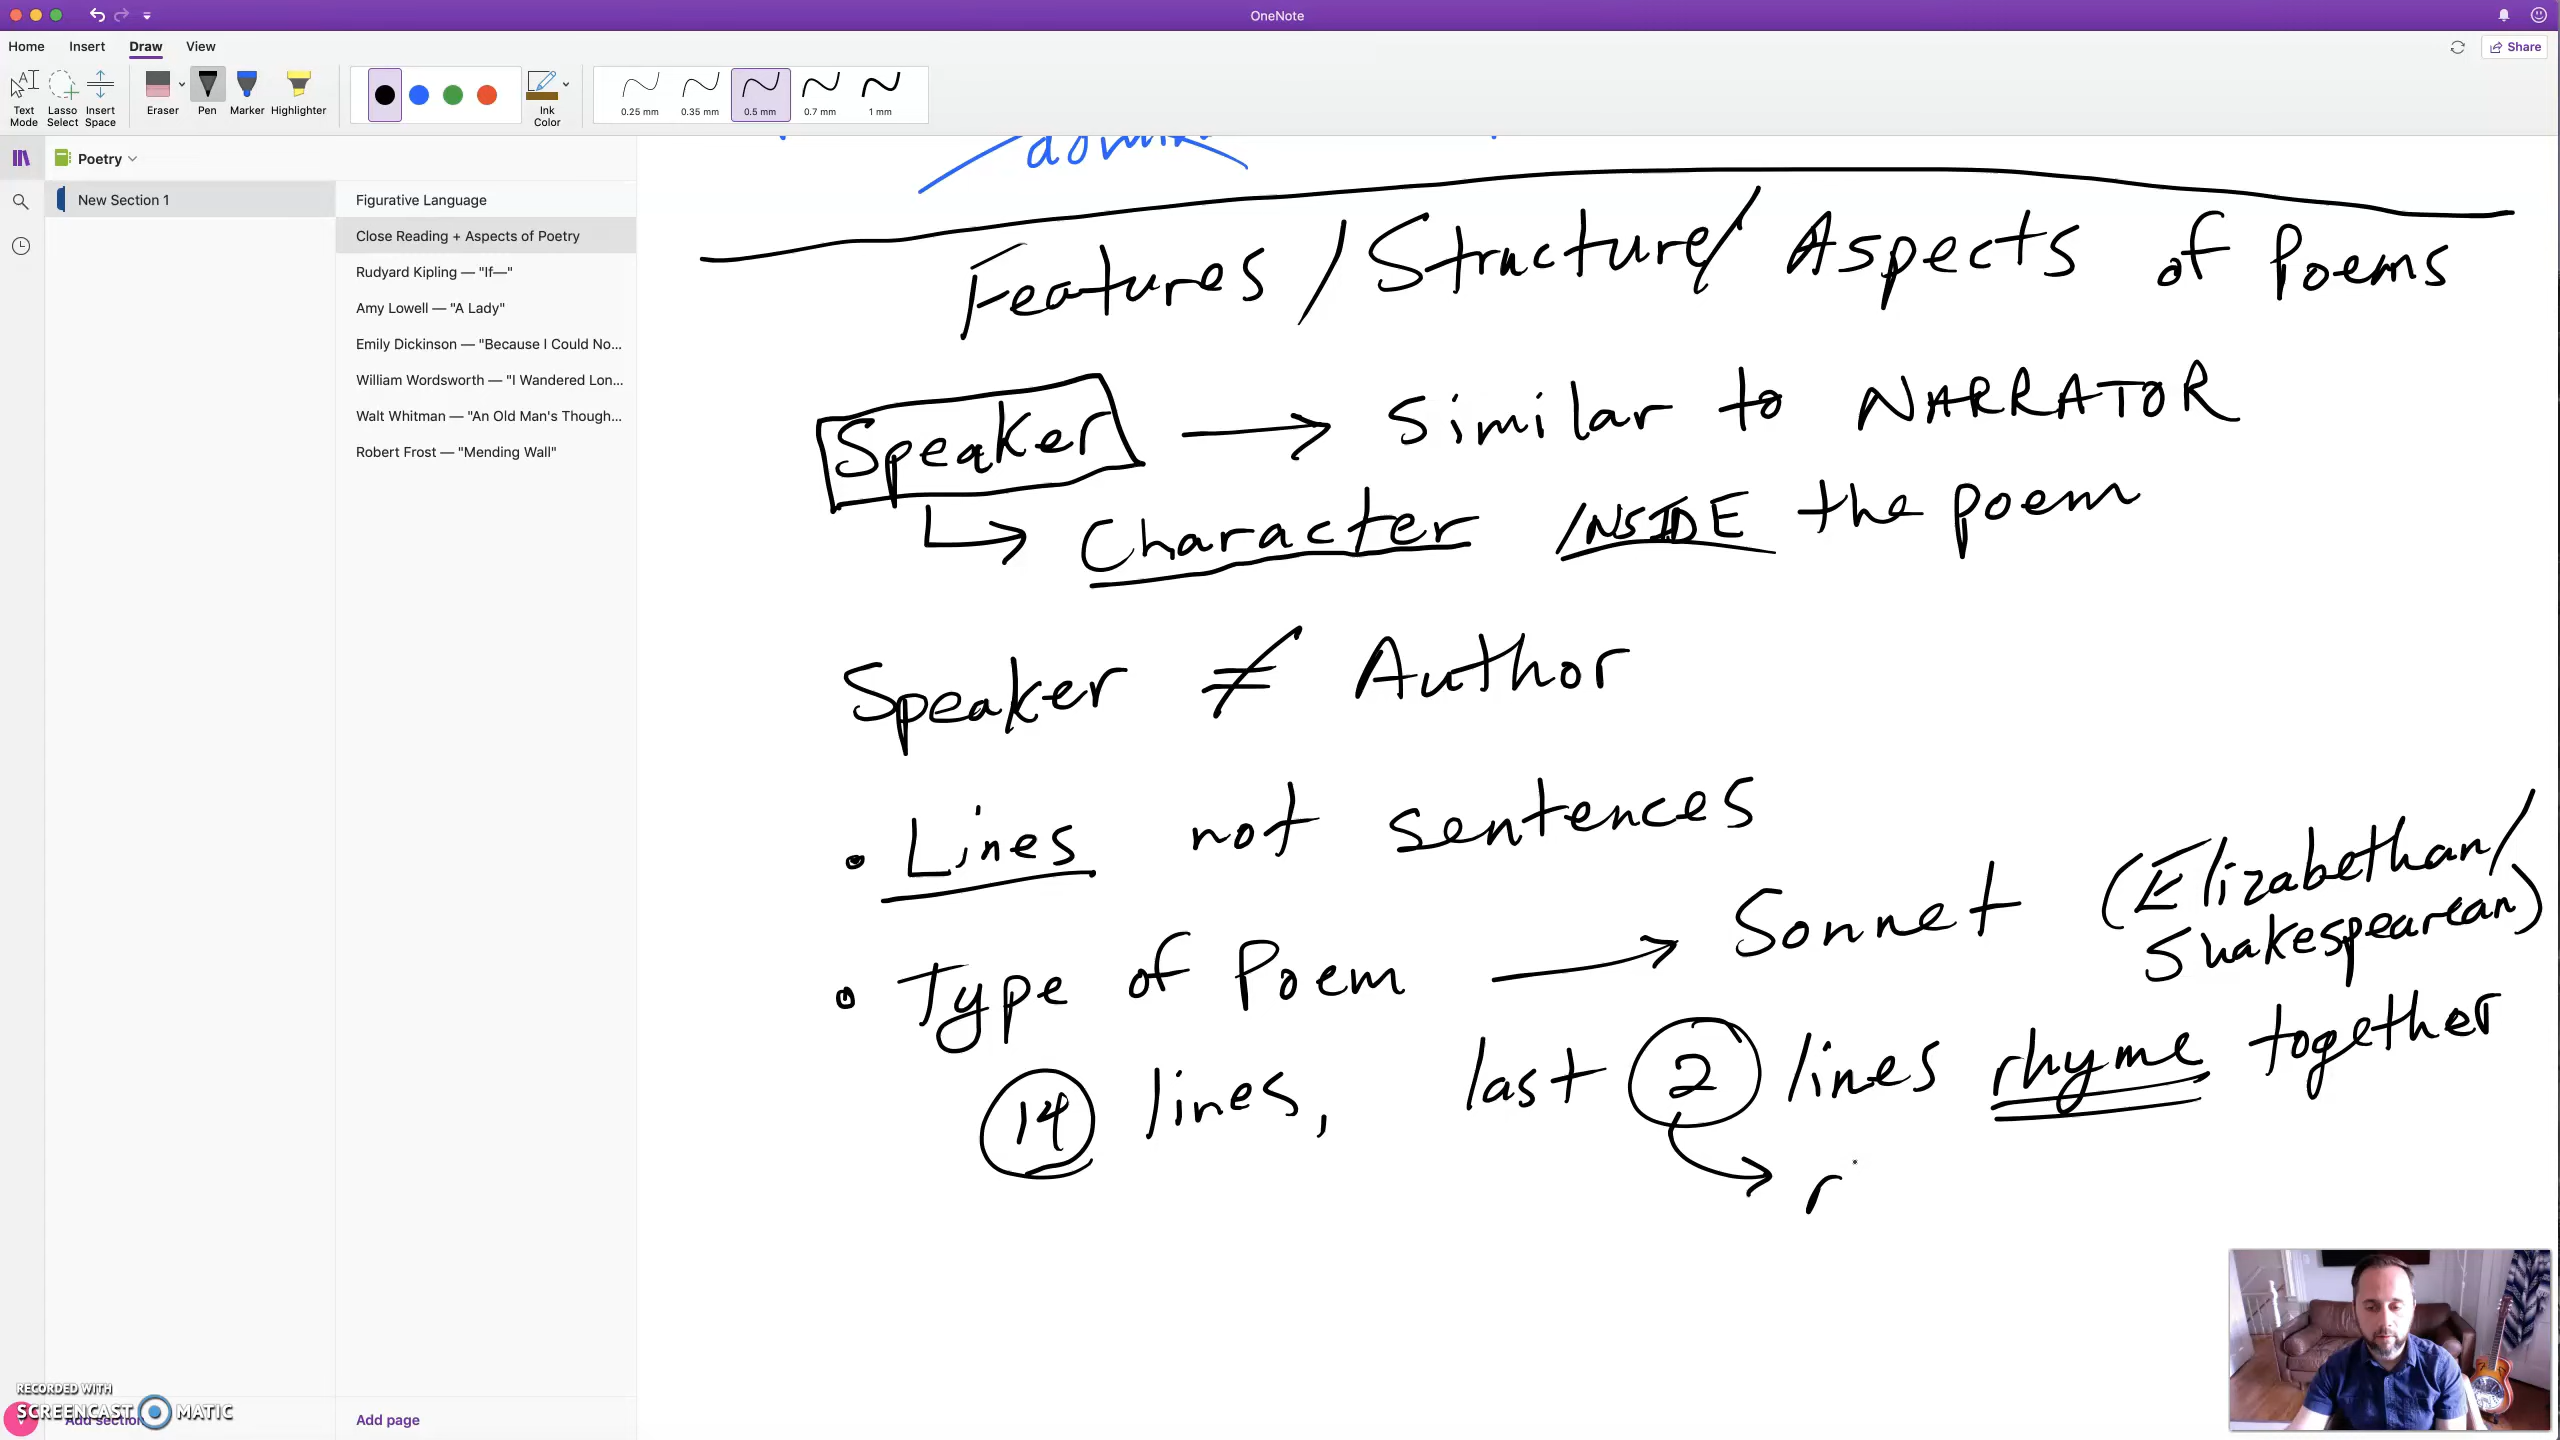 OneNote
Home Insert Draw View
Share
Text Mode
Lasso Select
Insert Space
Eraser
Pen
Marker
Highlighter
Ink Color
0.25 mm 0.35 mm 0.5 mm 0.7 mm 1 mm
Poetry
New Section 1
Figurative Language
Close Reading + Aspects of Poetry
Rudyard Kipling — "If—"
Amy Lowell — "A Lady"
Emily Dickinson — "Because I Could No...
William Wordsworth — "I Wandered Lon...
Walt Whitman — "An Old Man's Though...
Robert Frost — "Mending Wall"
Features / Structure / Aspects of Poems
Speaker → Similar to NARRATOR
↳ Character INSIDE the poem
Speaker ≠ Author
• Lines not sentences
• Type of Poem → Sonnet (Elizabethan/
Shakespearean)
14 lines, last 2 lines rhyme together
→ r
RECORDED WITH
SCREENCAST MATIC
Add section
Add page